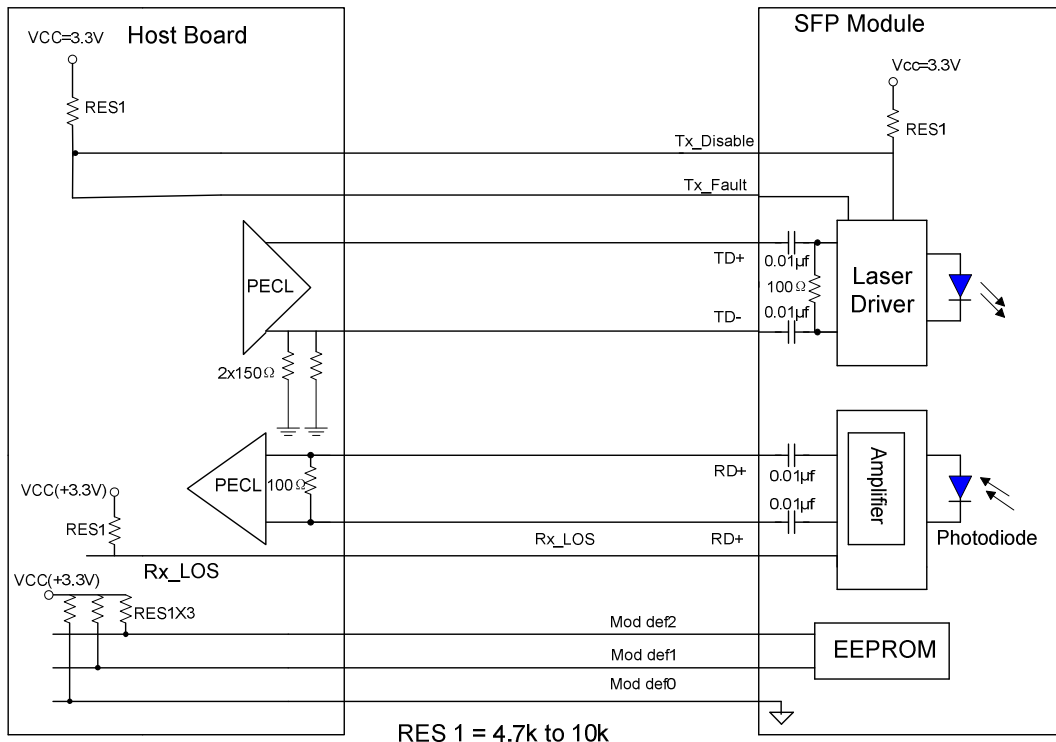 Host Board
SFP Module
VCC=3.3V
Vcc=3.3V
RES1
RES1
Tx_Disable
Tx_Fault
PECL
TD+
0.01µf
100Ω
Laser
Driver
TD-
0.01µf
2x150Ω
PECL
100Ω
RD+
0.01µf
0.01µf
Amplifier
VCC(+3.3V)
RES1
Rx_LOS
RD+
Photodiode
Rx_LOS
VCC(+3.3V)
RES1X3
Mod def2
EEPROM
Mod def1
Mod def0
RES 1 = 4.7k to 10k